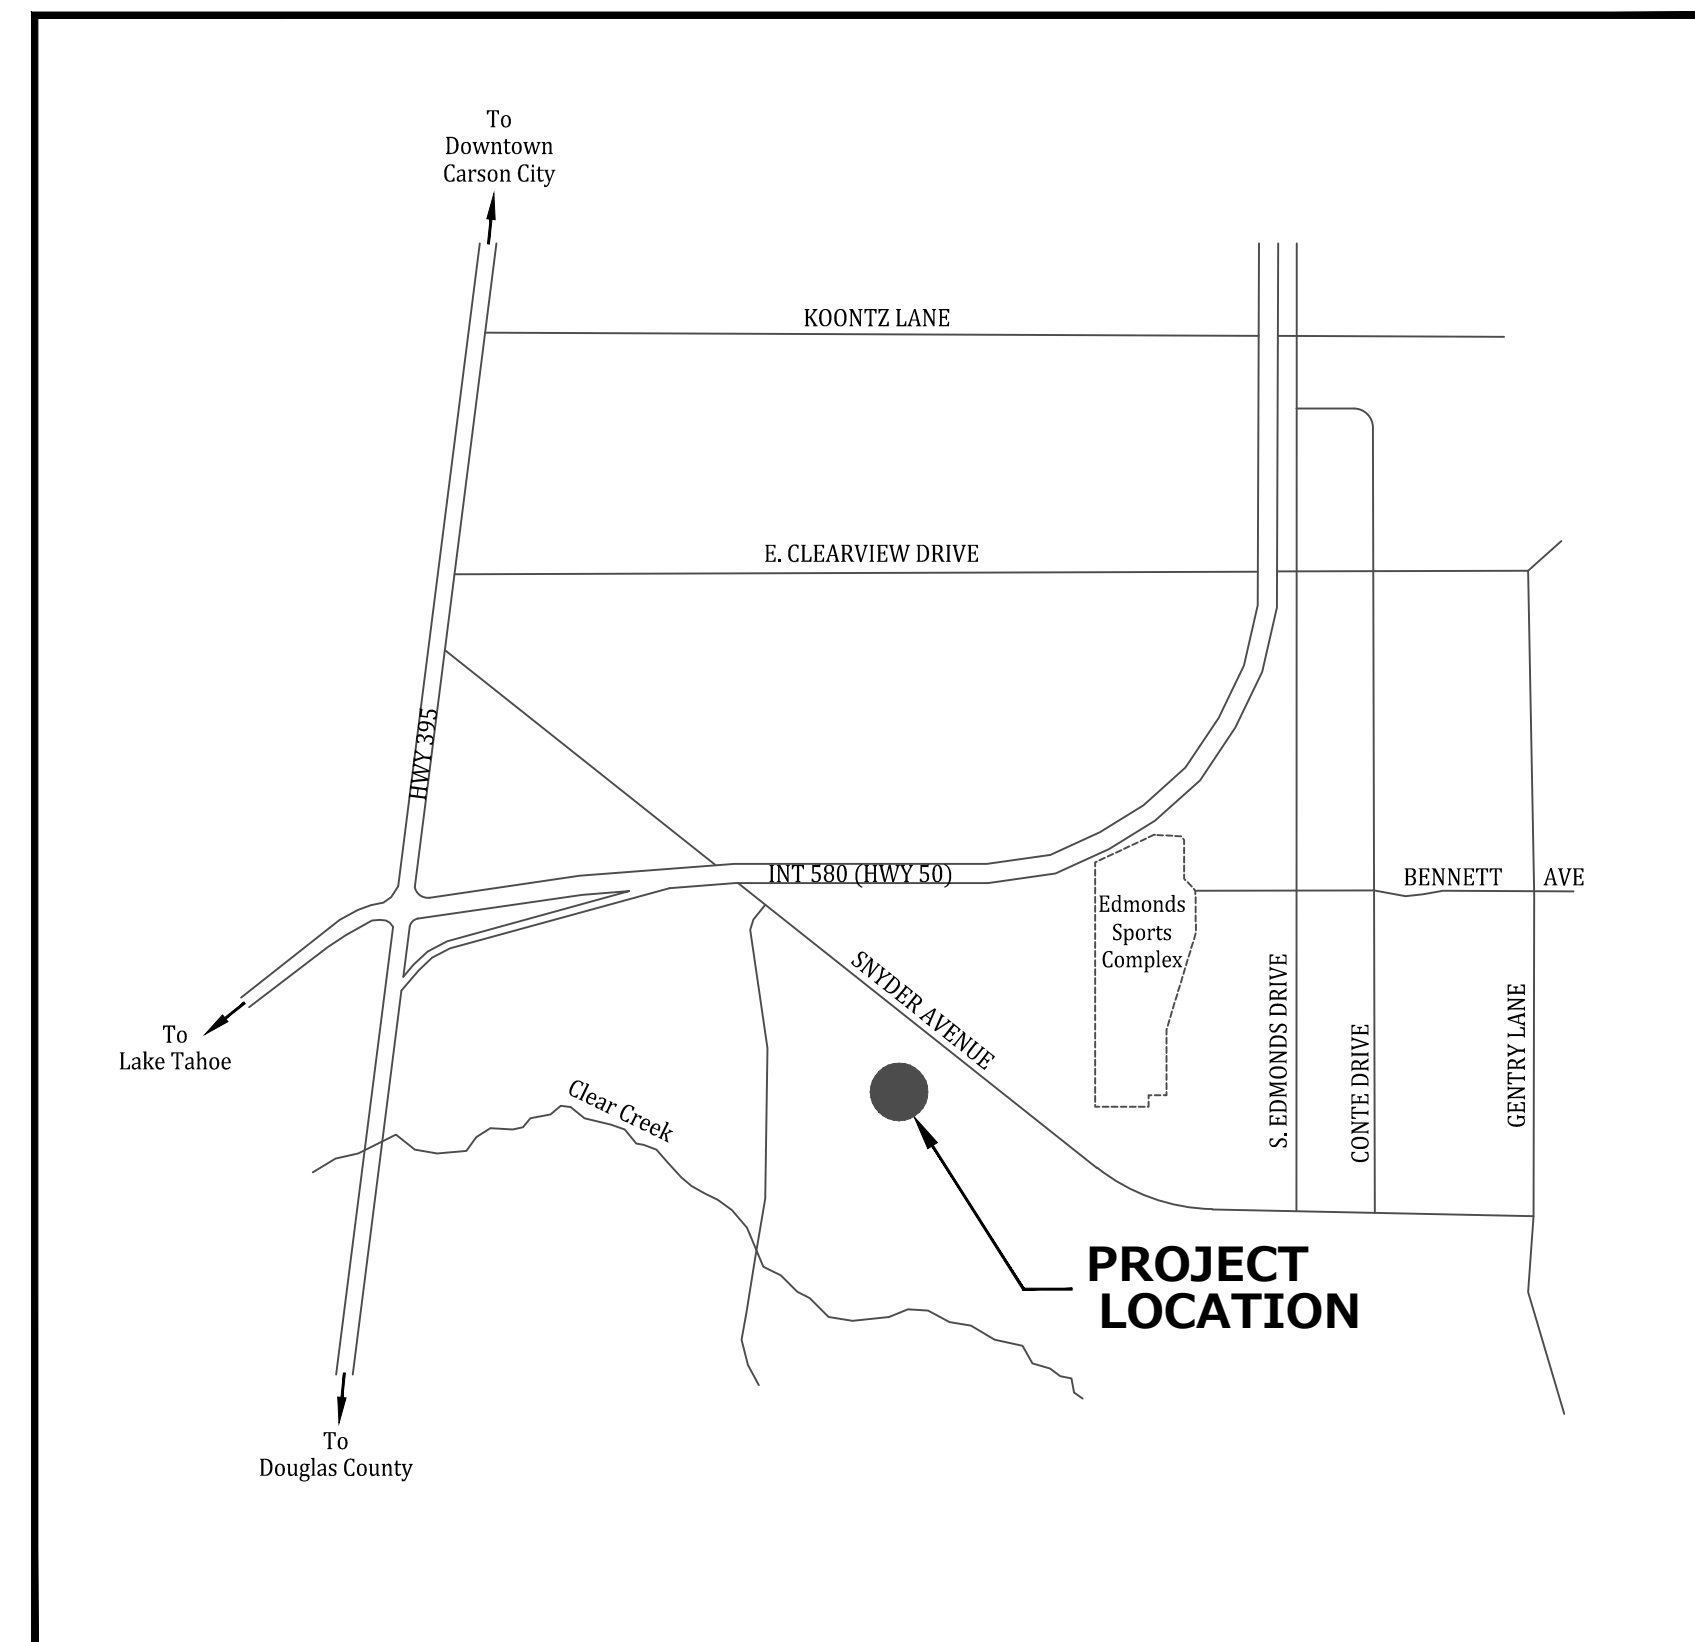 To
Downtown
Carson City
KOONTZ LANE
E. CLEARVIEW DRIVE
HWY 395
INT 580 (HWY 50)
BENNETT AVE
Edmonds
Sports
Complex
SNYDER AVENUE
S. EDMONDS DRIVE
CONTE DRIVE
GENTRY LANE
To
Lake Tahoe
Clear Creek
PROJECT
LOCATION
To
Douglas County